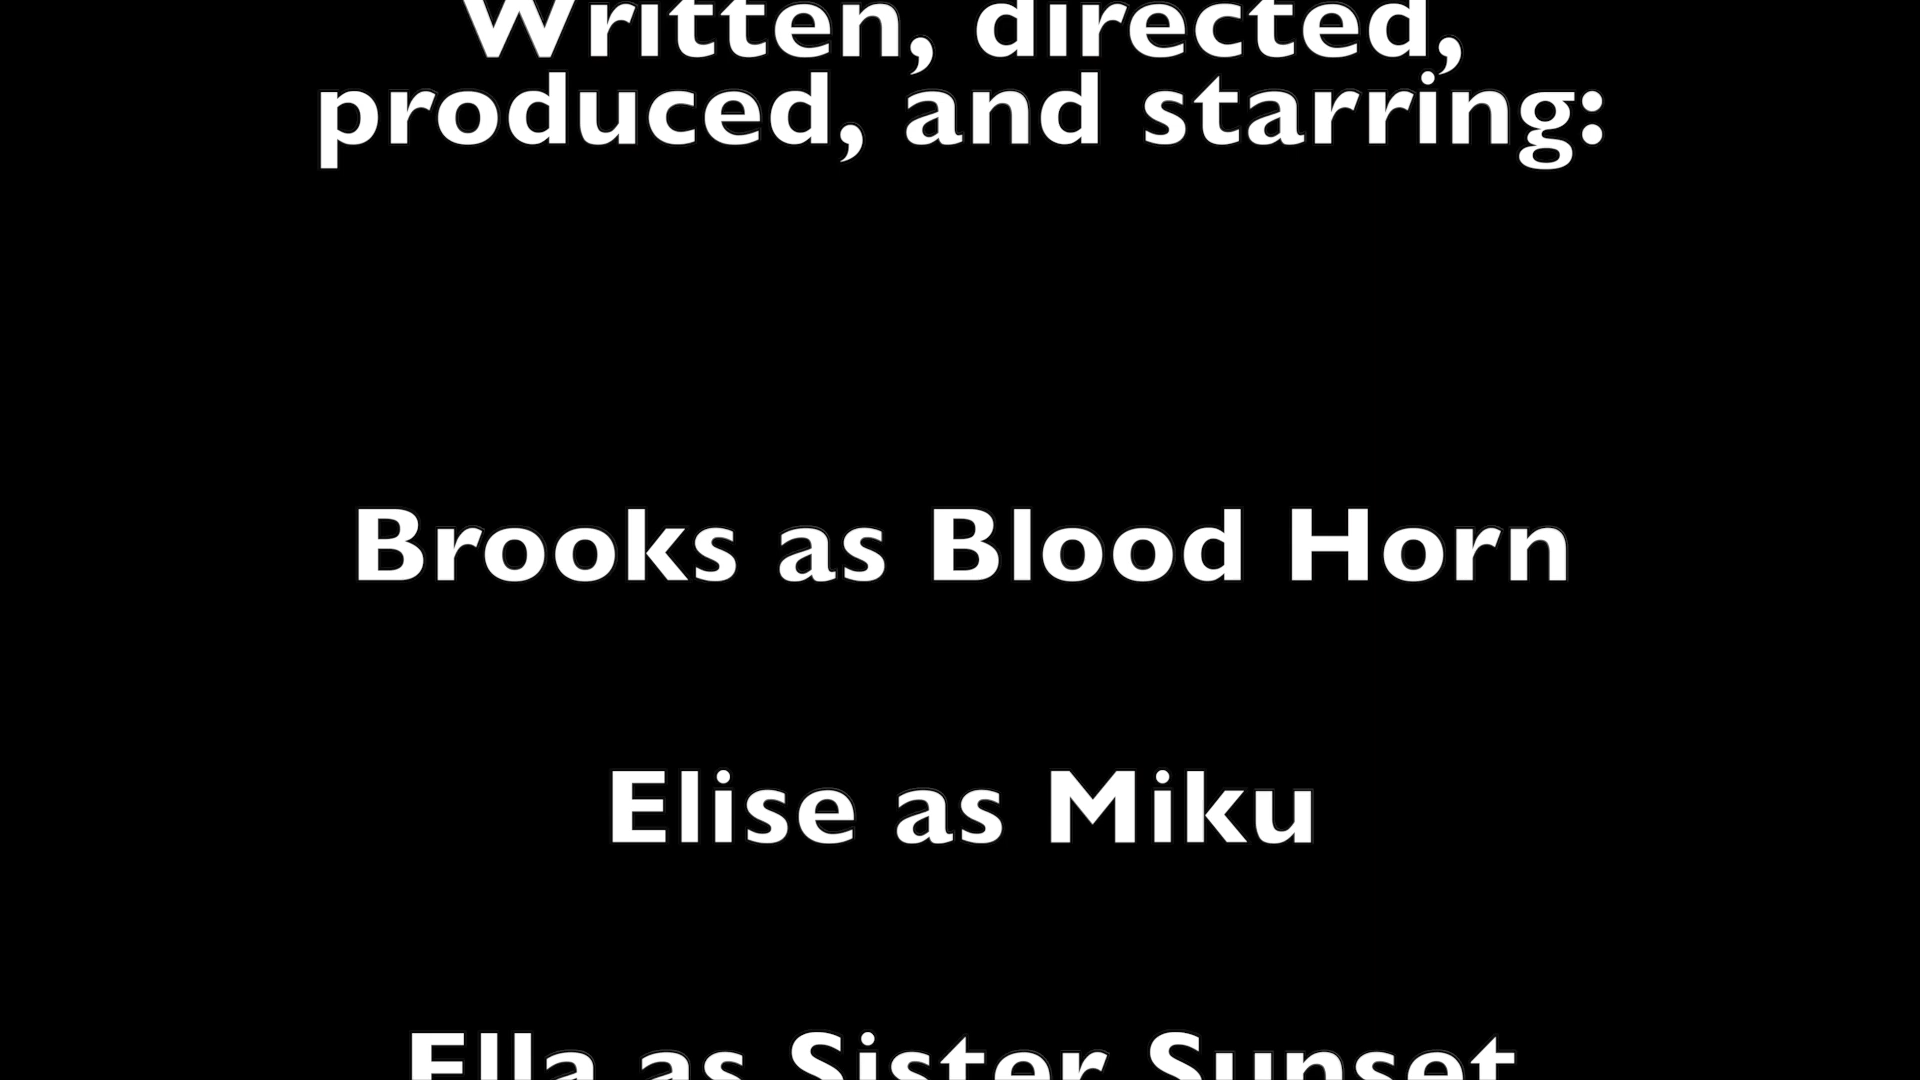 Written, directed,
produced, and starring:
Brooks as Blood Horn
Elise as Miku
Ella as Sister Sunset